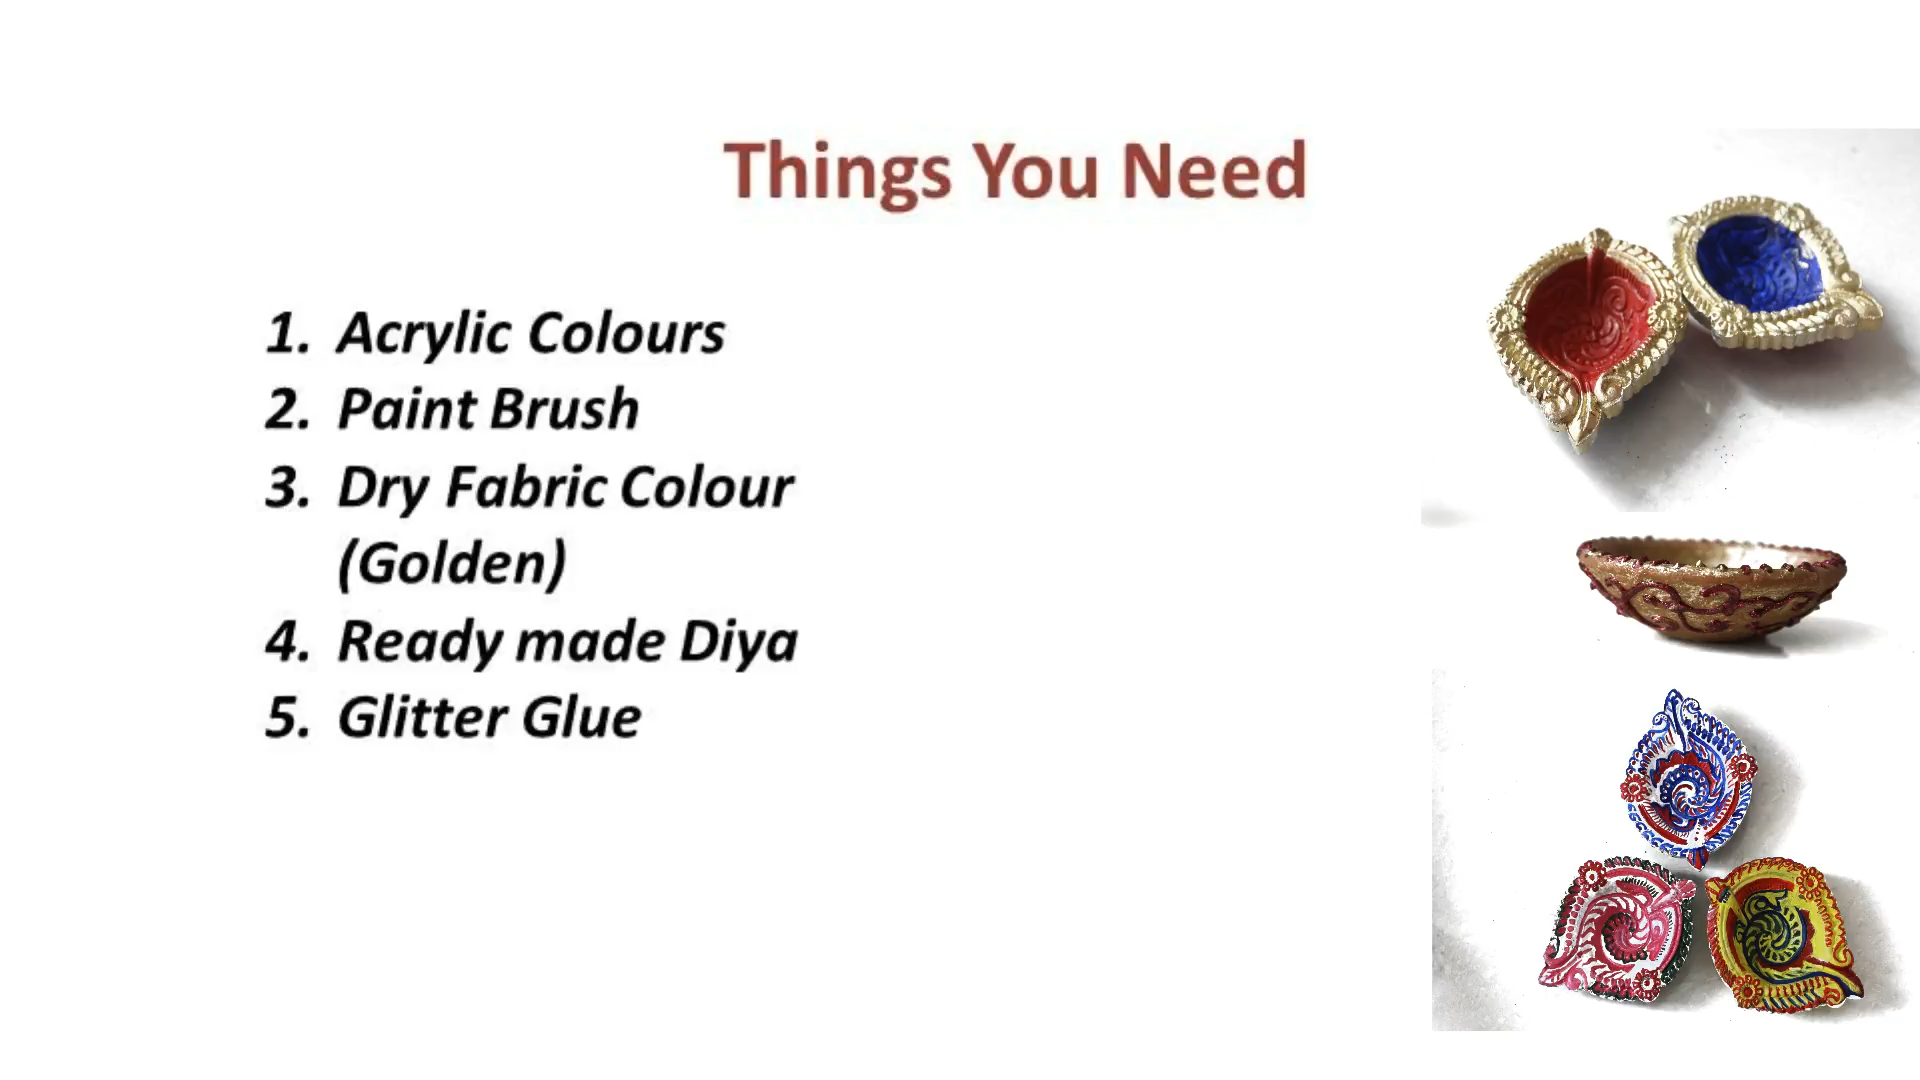 Things You Need
1. Acrylic Colours
2. Paint Brush
3. Dry Fabric Colour
(Golden)
4. Ready made Diya
5. Glitter Glue